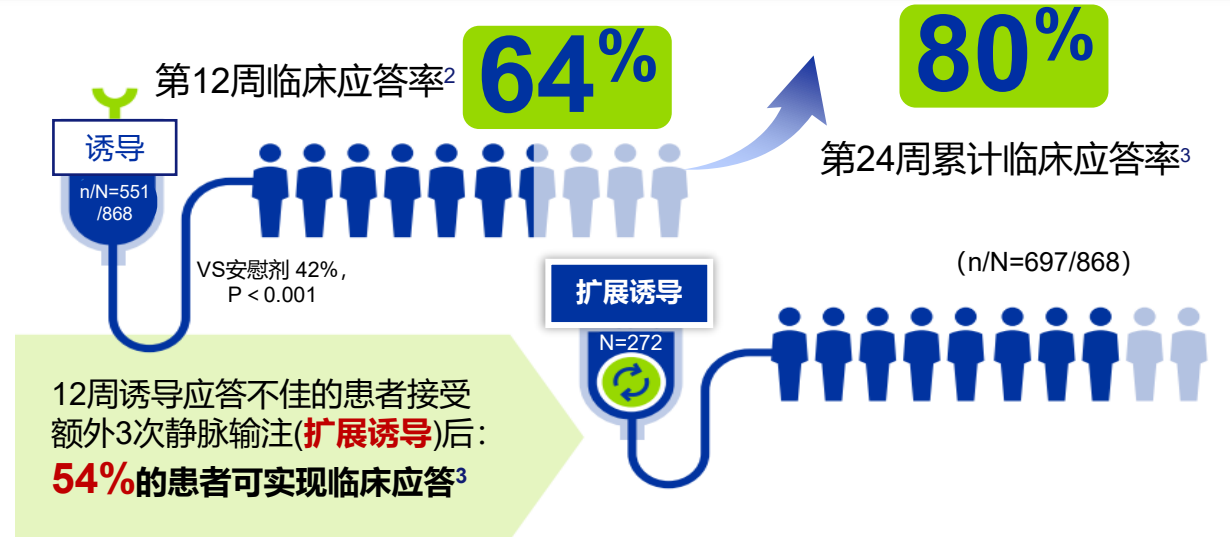 第12周临床应答率2
64%
80%
诱导
n/N=551
/868
第24周累计临床应答率3
VS安慰剂 42%，
P＜0.001
（n/N=697/868）
扩展诱导
N=272
12周诱导应答不佳的患者接受
额外3次静脉输注(扩展诱导)后：
54%的患者可实现临床应答3